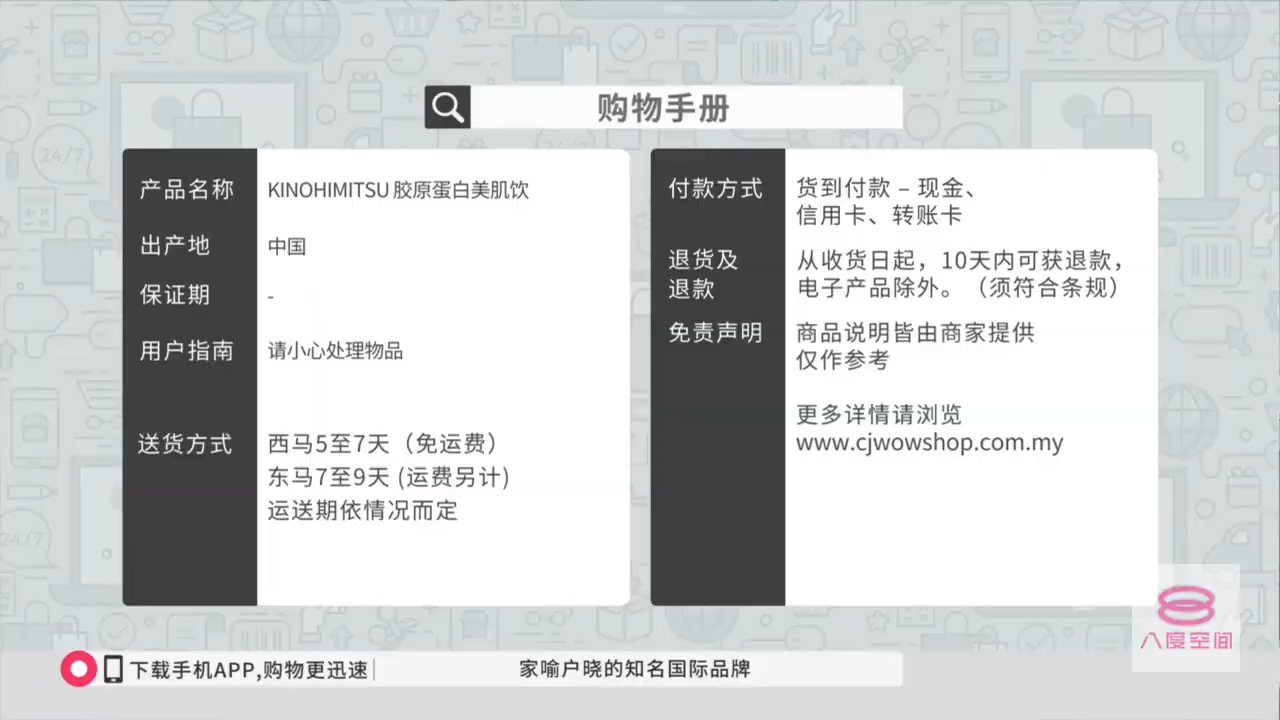 购物手册
产品名称
KINOHIMITSU 胶原蛋白美肌饮
出产地
中国
保证期
-
用户指南
请小心处理物品
送货方式
西马5至7天（免运费）
东马7至9天 (运费另计)
运送期依情况而定
付款方式
货到付款 – 现金、
信用卡、转账卡
退货及
退款
从收货日起，10天内可获退款，
电子产品除外。（须符合条规）
免责声明
商品说明皆由商家提供
仅作参考
更多详情请浏览
www.cjwowshop.com.my
八度空间
下载手机APP,购物更迅速|
家喻户晓的知名国际品牌
24/7
24/7